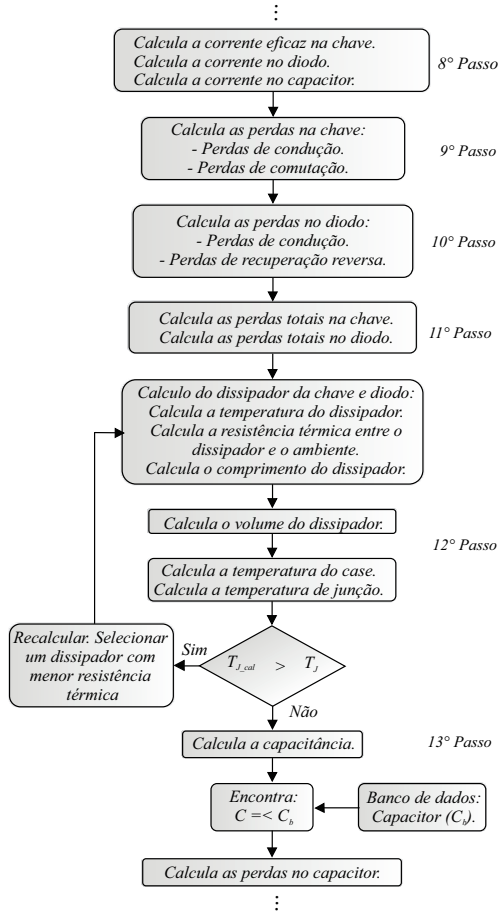 ⋮
Calcula a corrente eficaz na chave.
Calcula a corrente no diodo.
Calcula a corrente no capacitor.
8° Passo
Calcula as perdas na chave:
- Perdas de condução.
- Perdas de comutação.
9° Passo
Calcula as perdas no diodo:
- Perdas de condução.
- Perdas de recuperação reversa.
10° Passo
Calcula as perdas totais na chave.
Calcula as perdas totais no diodo.
11° Passo
Calculo do dissipador da chave e diodo:
Calcula a temperatura do dissipador.
Calcula a resistência térmica entre o
dissipador e o ambiente.
Calcula o comprimento do dissipador.
Calcula o volume do dissipador.
12° Passo
Calcula a temperatura do case.
Calcula a temperatura de junção.
Recalcular. Selecionar
um dissipador com
menor resistência
térmica
Sim
T_{J_cal} > T_J
Não
Calcula a capacitância.
13° Passo
Encontra:
C =< C_b
Banco de dados:
Capacitor (C_b).
Calcula as perdas no capacitor.
⋮